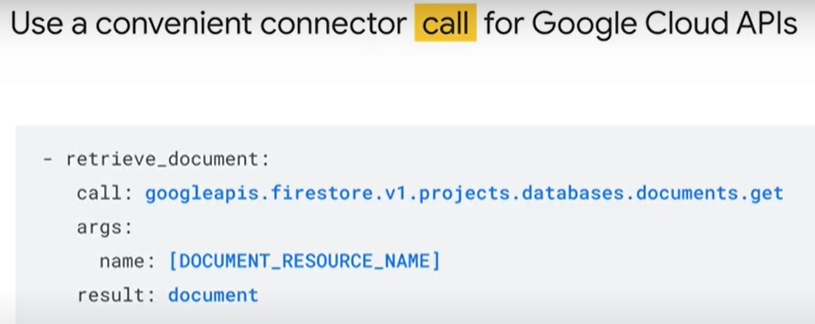 Use a convenient connector call for Google Cloud APIs
- retrieve_document:
call: googleapis.firestore.v1.projects.databases.documents.get
args:
name: [DOCUMENT_RESOURCE_NAME]
result: document